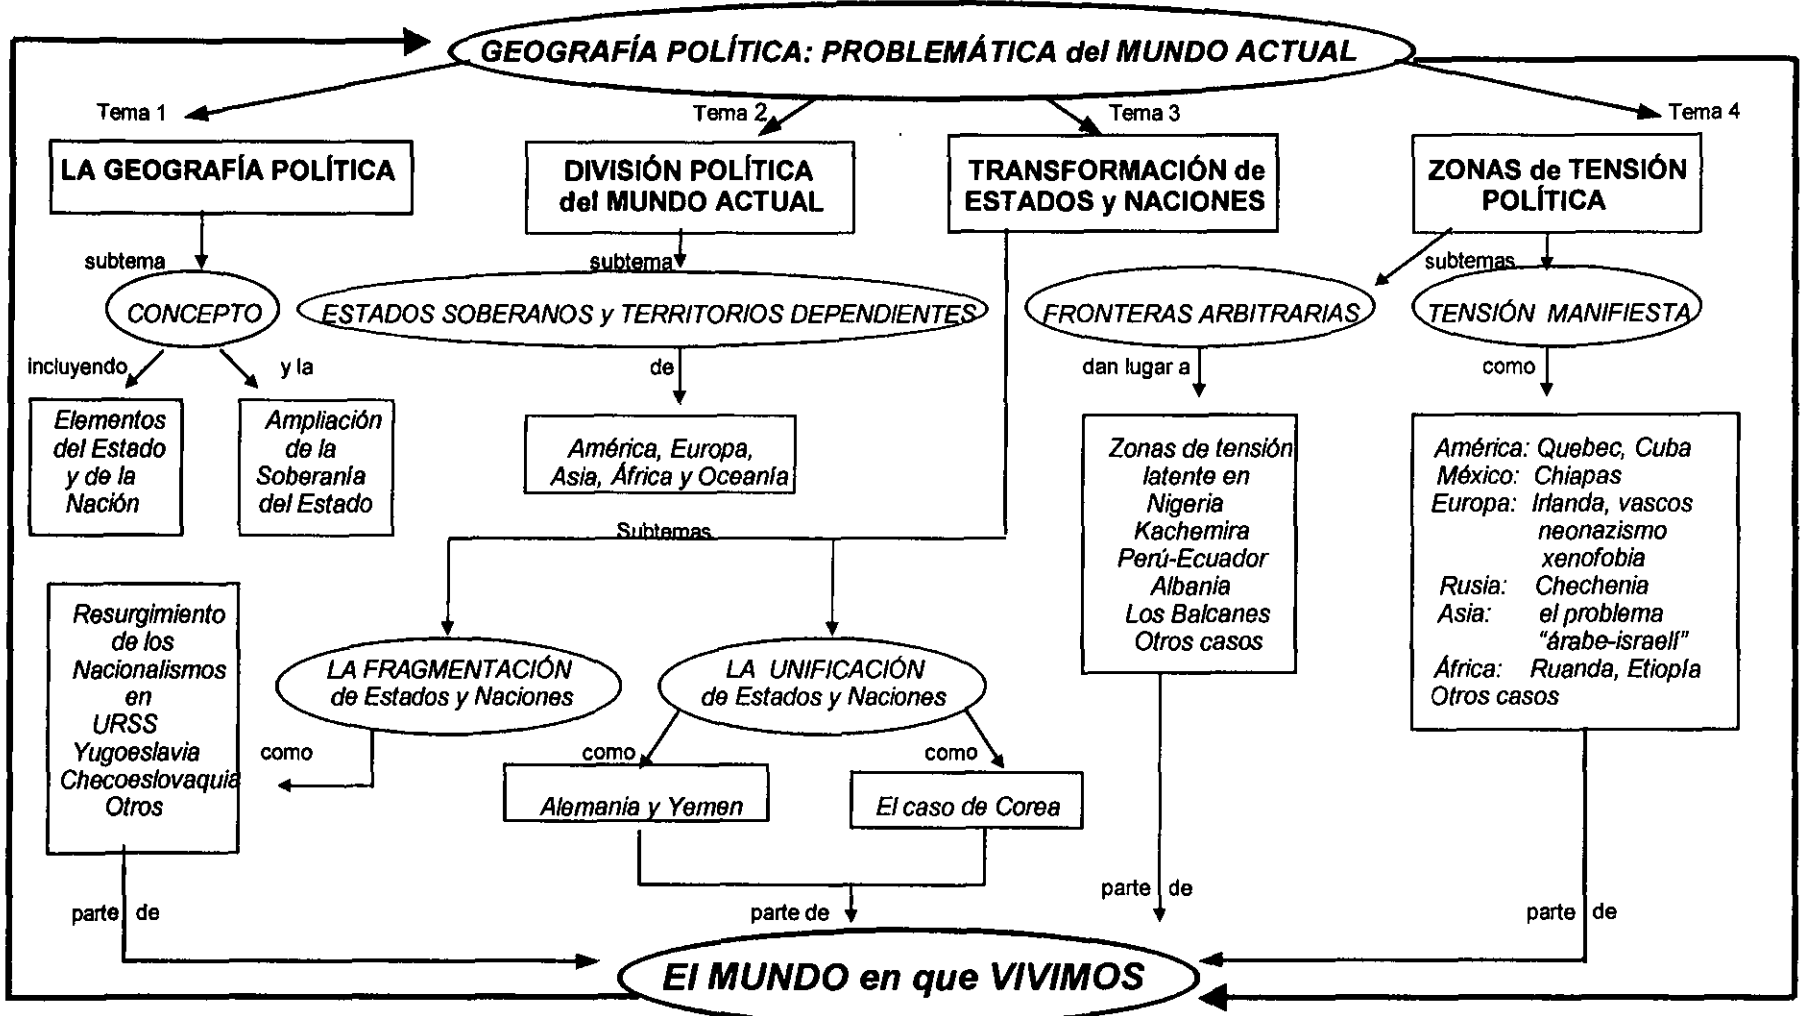 GEOGRAFÍA POLÍTICA: PROBLEMÁTICA del MUNDO ACTUAL
Tema 1
Tema 2
Tema 3
Tema 4
LA GEOGRAFÍA POLÍTICA
DIVISIÓN POLÍTICA
del MUNDO ACTUAL
TRANSFORMACIÓN de
ESTADOS y NACIONES
ZONAS de TENSIÓN
POLÍTICA
subtema
subtema
subtemas
CONCEPTO
ESTADOS SOBERANOS y TERRITORIOS DEPENDIENTES
FRONTERAS ARBITRARIAS
TENSIÓN MANIFIESTA
incluyendo
y la
de
dan lugar a
como
Elementos
del Estado
y de la
Nación
Ampliación
de la
Soberanía
del Estado
América, Europa,
Asia, África y Oceanía
Zonas de tensión
latente en
Nigeria
Kachemira
Perú-Ecuador
Albania
Los Balcanes
Otros casos
América: Quebec, Cuba
México: Chiapas
Europa: Irlanda, vascos
neonazismo
xenofobia
Rusia: Chechenia
Asia: el problema
"árabe-israelí"
África: Ruanda, Etiopía
Otros casos
Subtemas
Resurgimiento
de los
Nacionalismos
en
URSS
Yugoeslavia
Checoeslovaquia
Otros
LA FRAGMENTACIÓN
de Estados y Naciones
LA UNIFICACIÓN
de Estados y Naciones
como
como
como
Alemania y Yemen
El caso de Corea
parte de
parte de
parte de
parte de
El MUNDO en que VIVIMOS